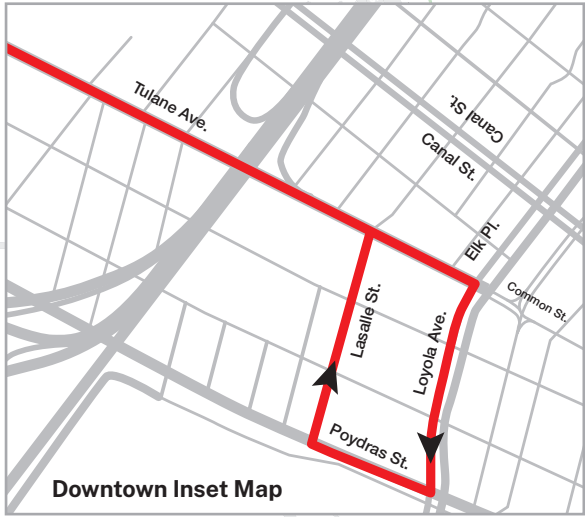 Tulane Ave.
Canal St.
Canal St.
Elk Pl.
Common St.
Lasalle St.
Loyola Ave.
Poydras St.
Downtown Inset Map